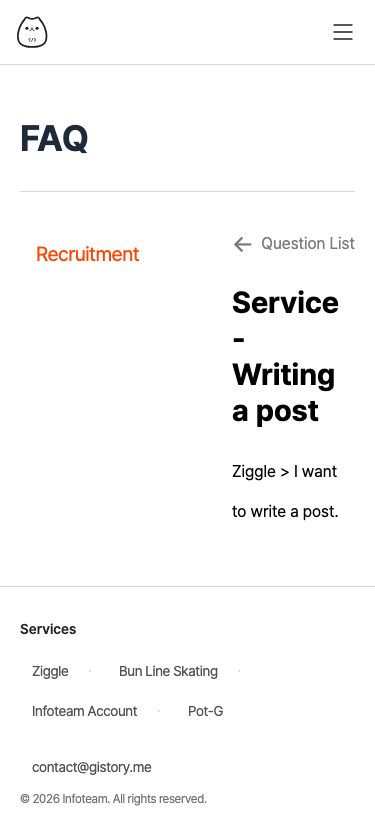 FAQ
Recruitment
← Question List
Service
-
Writing
a post
Ziggle > I want
to write a post.
Services
Ziggle · Bun Line Skating ·
Infoteam Account · Pot-G
contact@gistory.me
© 2026 Infoteam. All rights reserved.